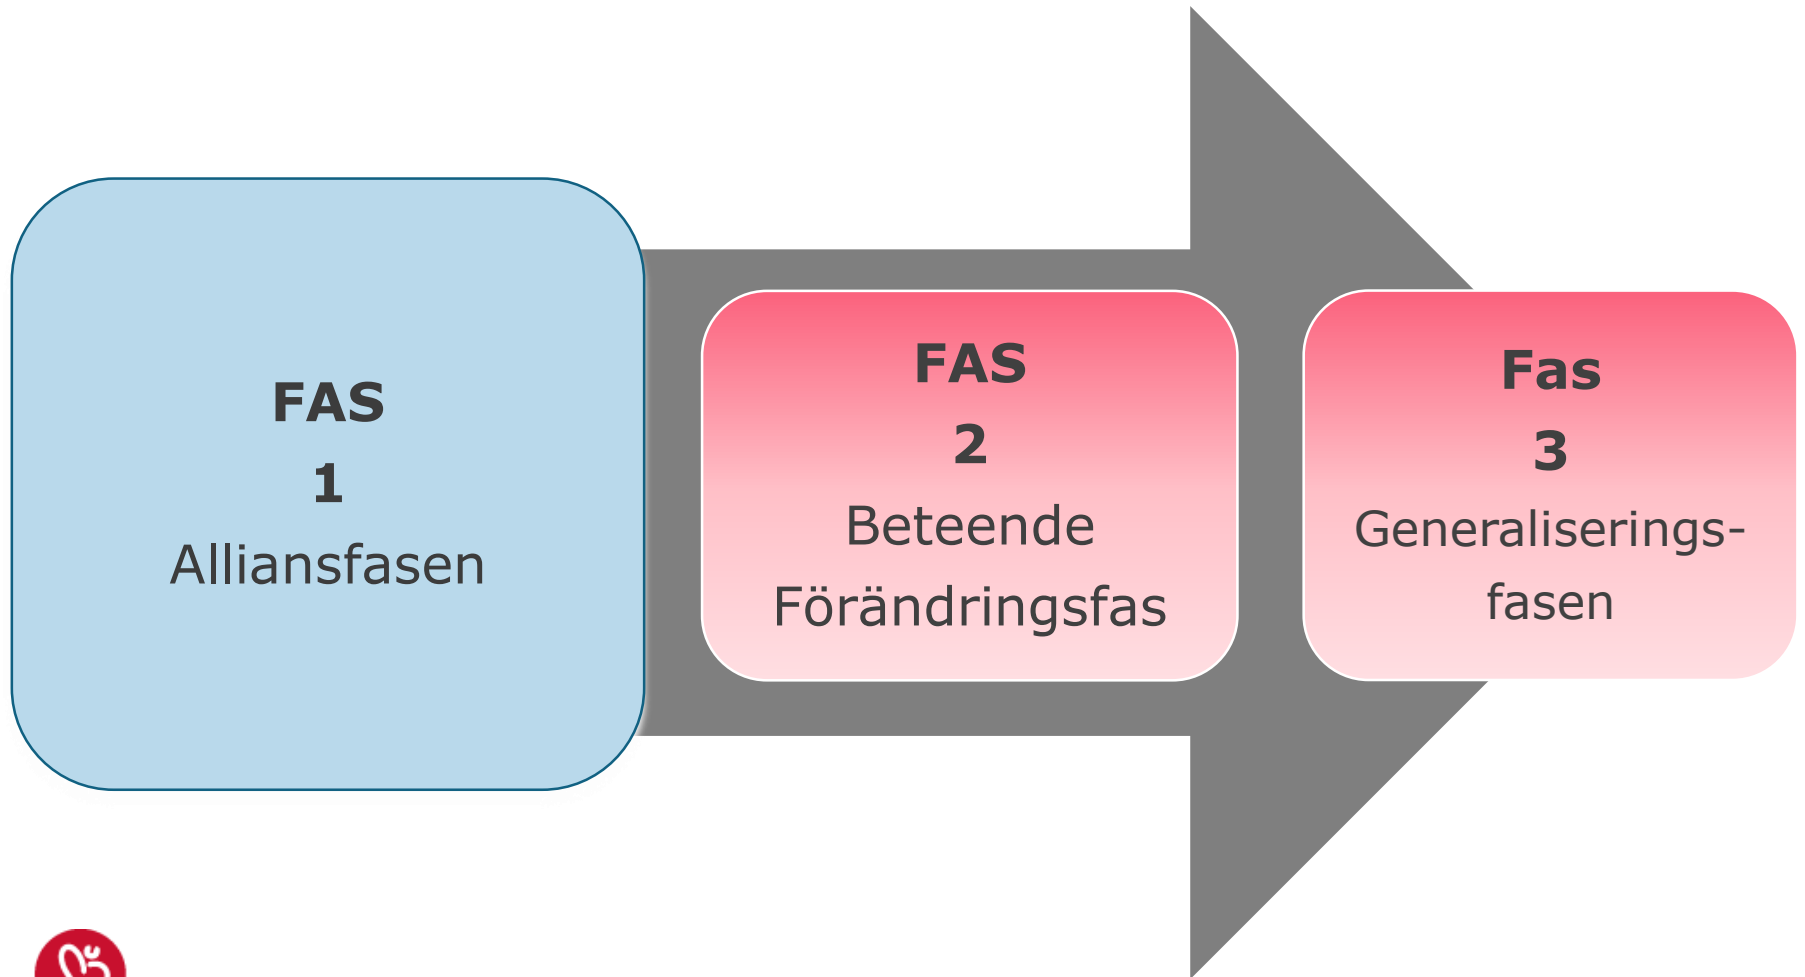 FAS
1
Alliansfasen
FAS
2
Beteende
Förändringsfas
Fas
3
Generaliserings-
fasen